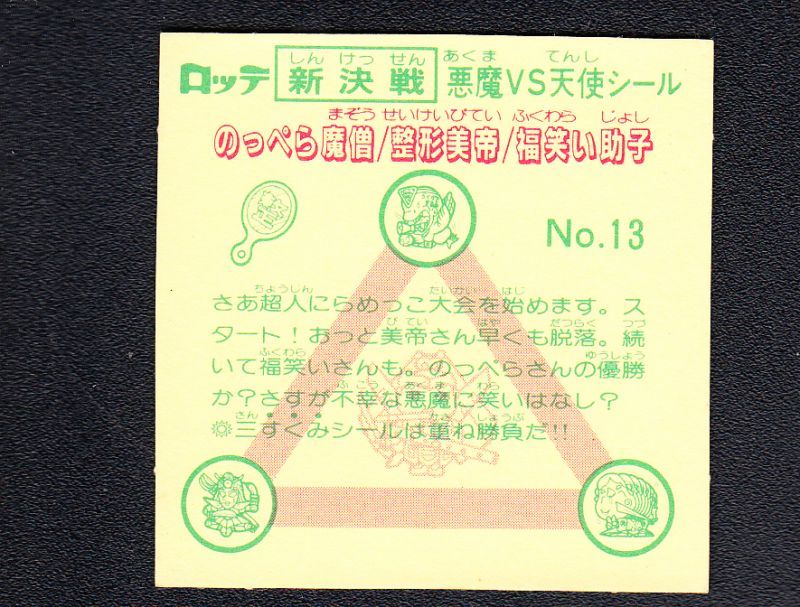 しん けっ せん あくま てんし
ロッテ 新決戦 悪魔VS天使シール
まぞう せいけいびてい ふくわら じょし
のっぺら魔僧/整形美帝/福笑い助子
No.13
ちょうじん たいかい はじ
さあ超人にらめっこ大会を始めます。ス
びてい はや だつらく つづ
タート！おっと美帝さん早くも脱落。続
ふくわら ゆうしょう
いて福笑いさんも。のっぺらさんの優勝
ふこう あくま わら
か？さすが不幸な悪魔に笑いはなし？
さん かさ しょうぶ
三すくみシールは重ね勝負だ!!